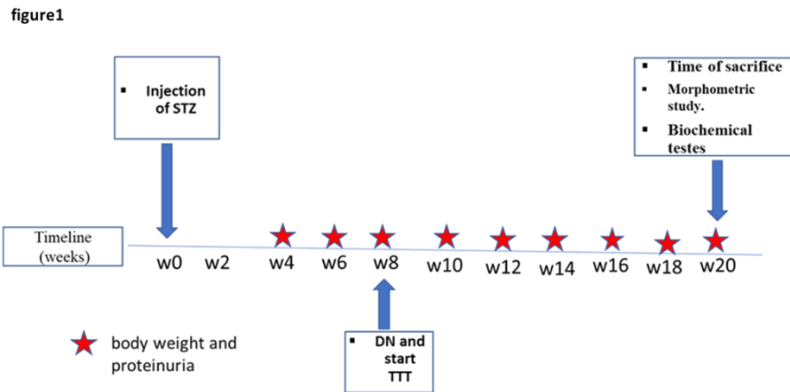 figure1
▪ Injection
of STZ
▪ Time of sacrifice
▪ Morphometric
study.
▪ Biochemical
testes
Timeline
(weeks)
w0 w2 w4 w6 w8 w10 w12 w14 w16 w18 w20
body weight and
proteinuria
▪ DN and
start
TTT